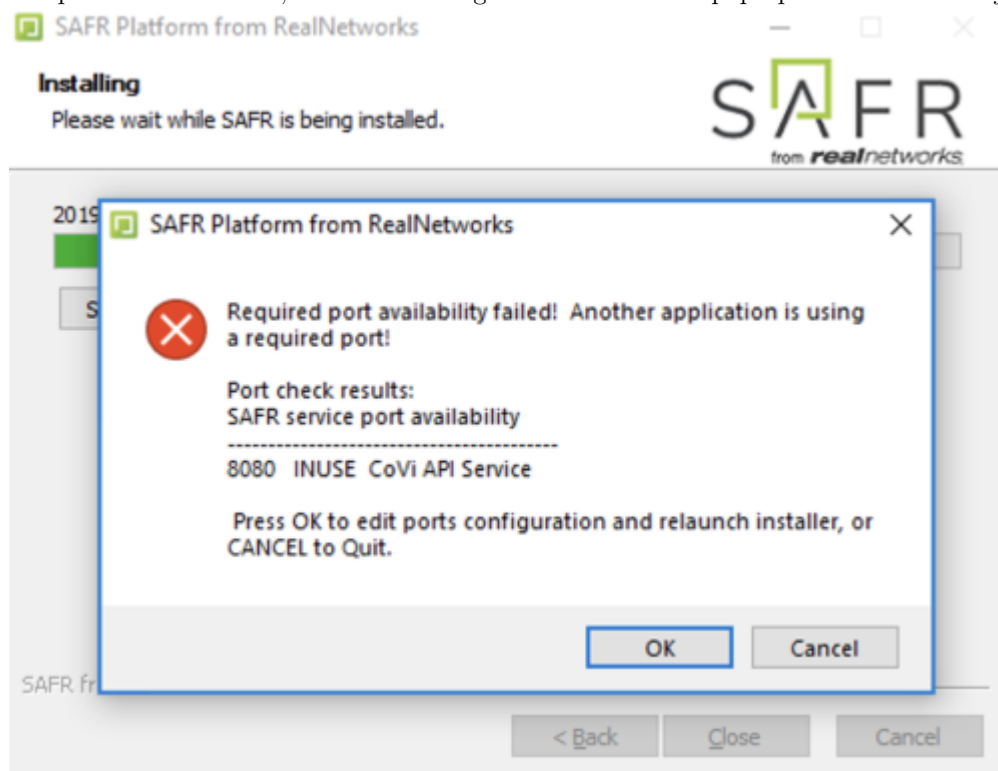 SAFR Platform from RealNetworks
Installing
Please wait while SAFR is being installed.
SAFR
from realnetworks
2019
SAFR Platform from RealNetworks
Required port availability failed! Another application is using
a required port!
Port check results:
SAFR service port availability
------------------------------------------
8080 INUSE CoVi API Service
Press OK to edit ports configuration and relaunch installer, or
CANCEL to Quit.
OK
Cancel
SAFR fr
< Back
Close
Cancel